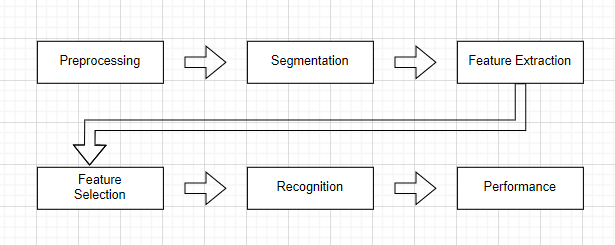 Preprocessing
Segmentation
Feature Extraction
Feature
Selection
Recognition
Performance